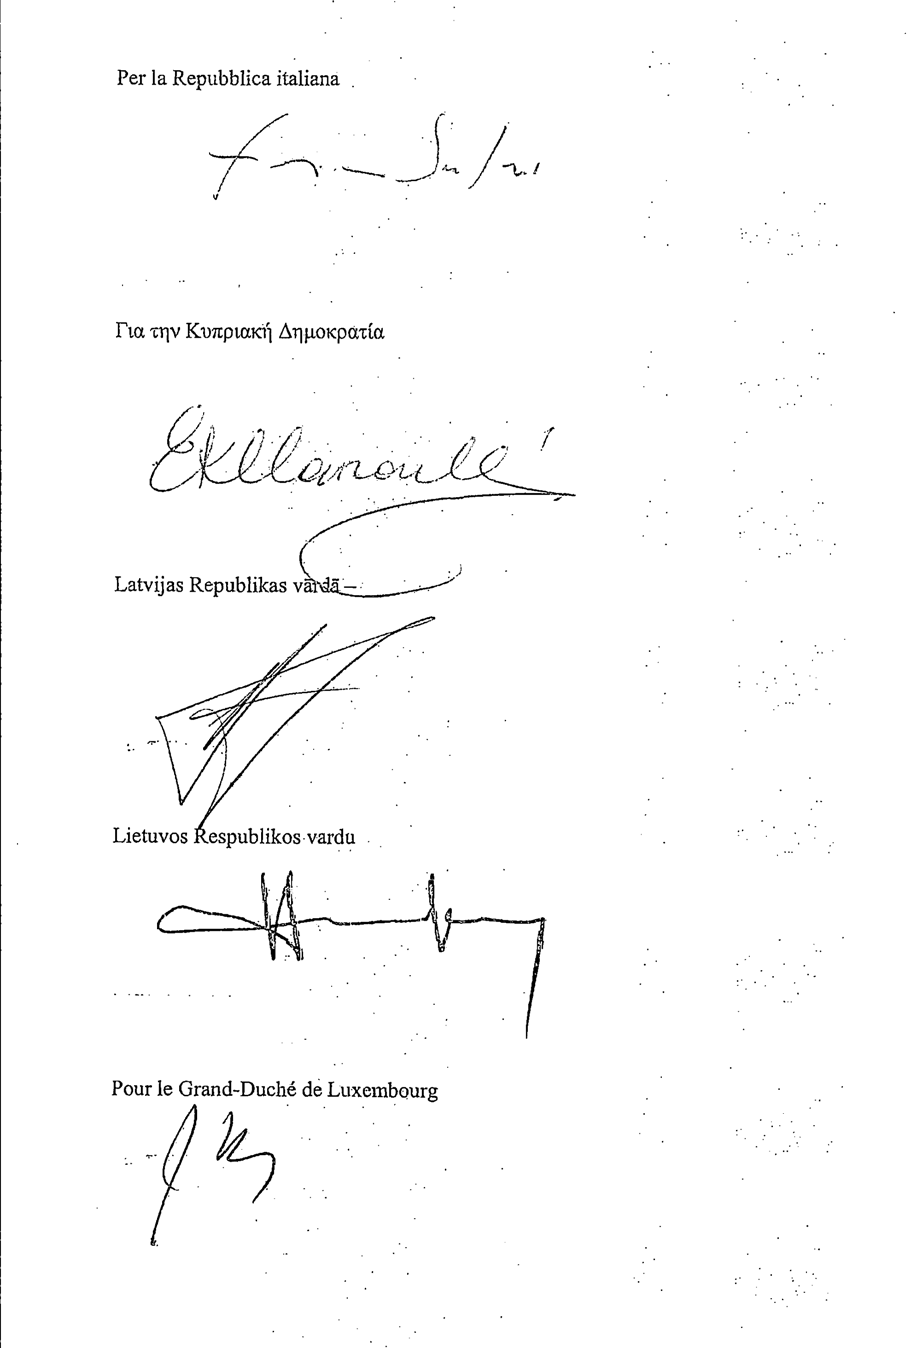 Per la Repubblica italiana
Για την Κυπριακή Δημοκρατία
Latvijas Republikas vārdā –
Lietuvos Respublikos vardu
Pour le Grand-Duché de Luxembourg